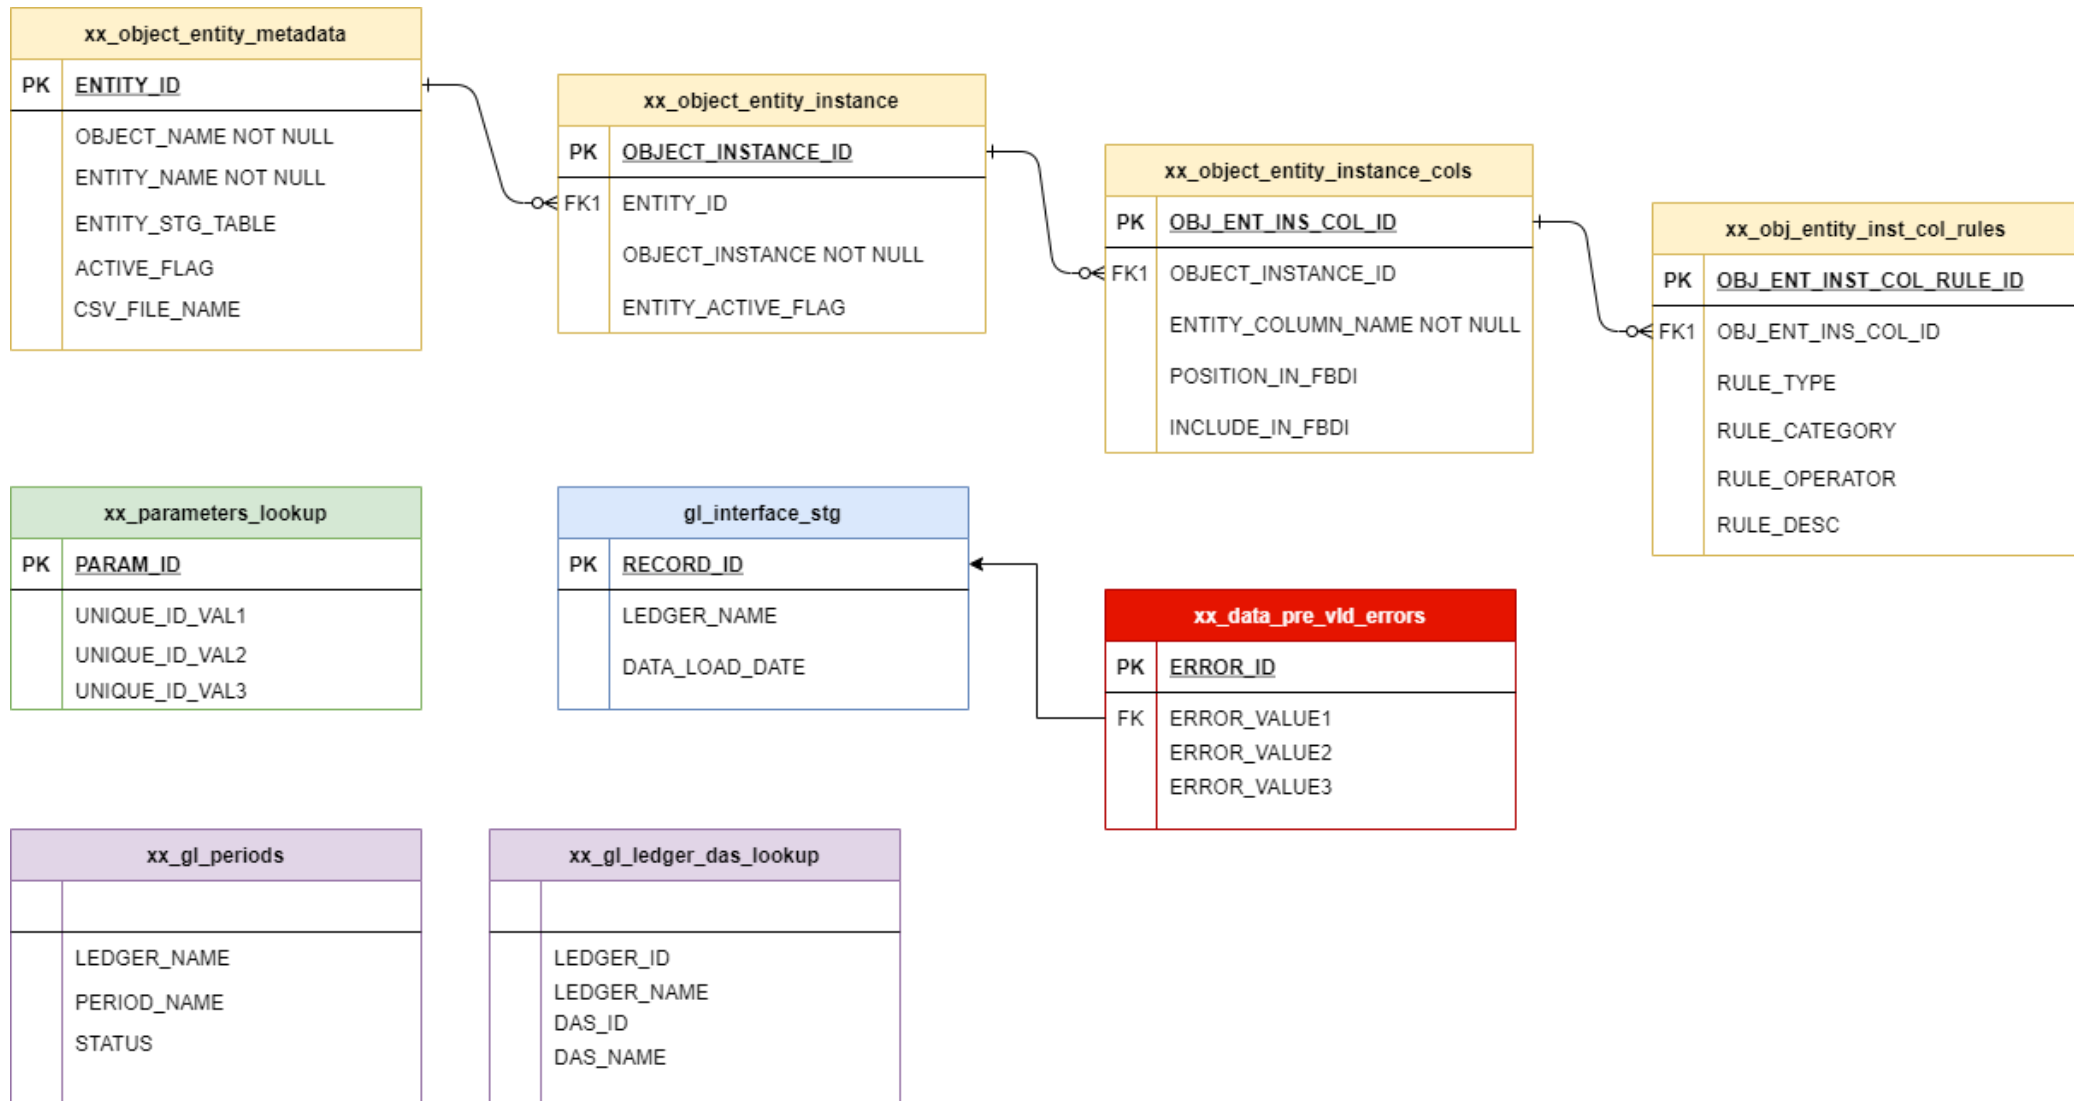 xx_object_entity_metadata
PK ENTITY_ID
OBJECT_NAME NOT NULL
ENTITY_NAME NOT NULL
ENTITY_STG_TABLE
ACTIVE_FLAG
CSV_FILE_NAME
xx_object_entity_instance
PK OBJECT_INSTANCE_ID
FK1 ENTITY_ID
OBJECT_INSTANCE NOT NULL
ENTITY_ACTIVE_FLAG
xx_object_entity_instance_cols
PK OBJ_ENT_INS_COL_ID
FK1 OBJECT_INSTANCE_ID
ENTITY_COLUMN_NAME NOT NULL
POSITION_IN_FBDI
INCLUDE_IN_FBDI
xx_obj_entity_inst_col_rules
PK OBJ_ENT_INST_COL_RULE_ID
FK1 OBJ_ENT_INS_COL_ID
RULE_TYPE
RULE_CATEGORY
RULE_OPERATOR
RULE_DESC
xx_parameters_lookup
PK PARAM_ID
UNIQUE_ID_VAL1
UNIQUE_ID_VAL2
UNIQUE_ID_VAL3
gl_interface_stg
PK RECORD_ID
LEDGER_NAME
DATA_LOAD_DATE
xx_data_pre_vld_errors
PK ERROR_ID
FK ERROR_VALUE1
ERROR_VALUE2
ERROR_VALUE3
xx_gl_periods
LEDGER_NAME
PERIOD_NAME
STATUS
xx_gl_ledger_das_lookup
LEDGER_ID
LEDGER_NAME
DAS_ID
DAS_NAME